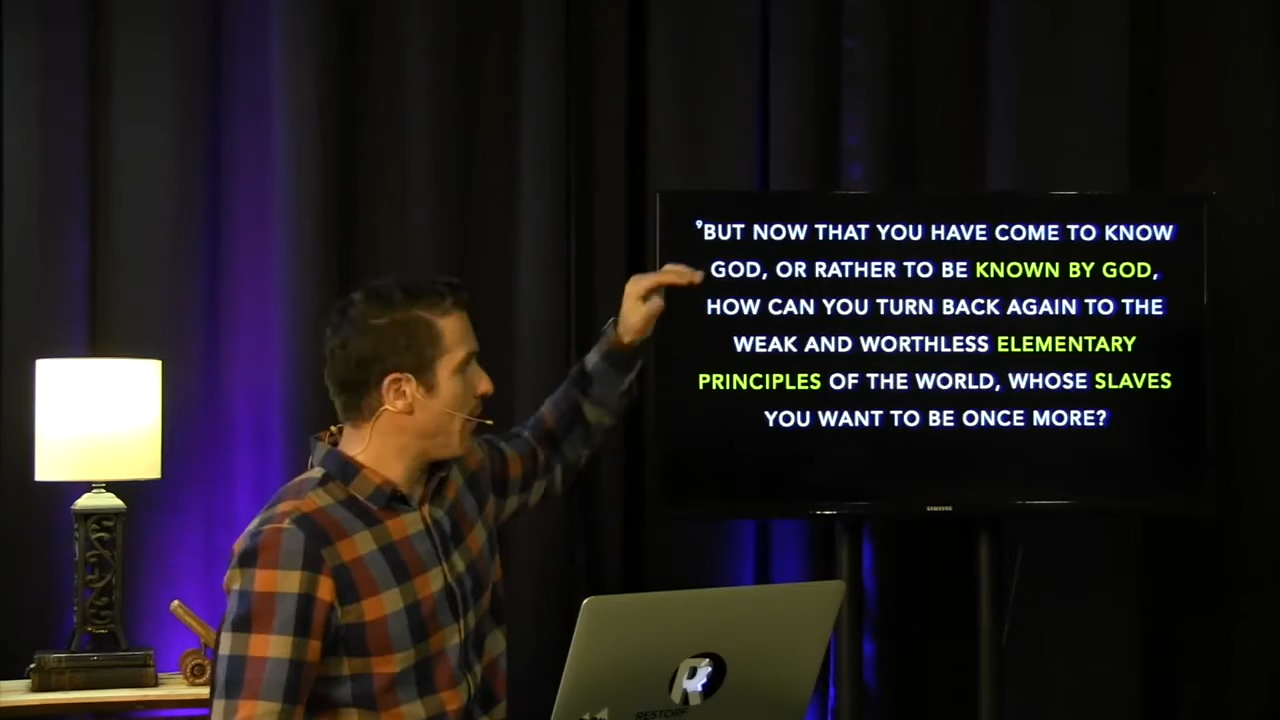 ⁹BUT NOW THAT YOU HAVE COME TO KNOW
GOD, OR RATHER TO BE KNOWN BY GOD,
HOW CAN YOU TURN BACK AGAIN TO THE
WEAK AND WORTHLESS ELEMENTARY
PRINCIPLES OF THE WORLD, WHOSE SLAVES
YOU WANT TO BE ONCE MORE?
SAMSUNG
R
RESTORE